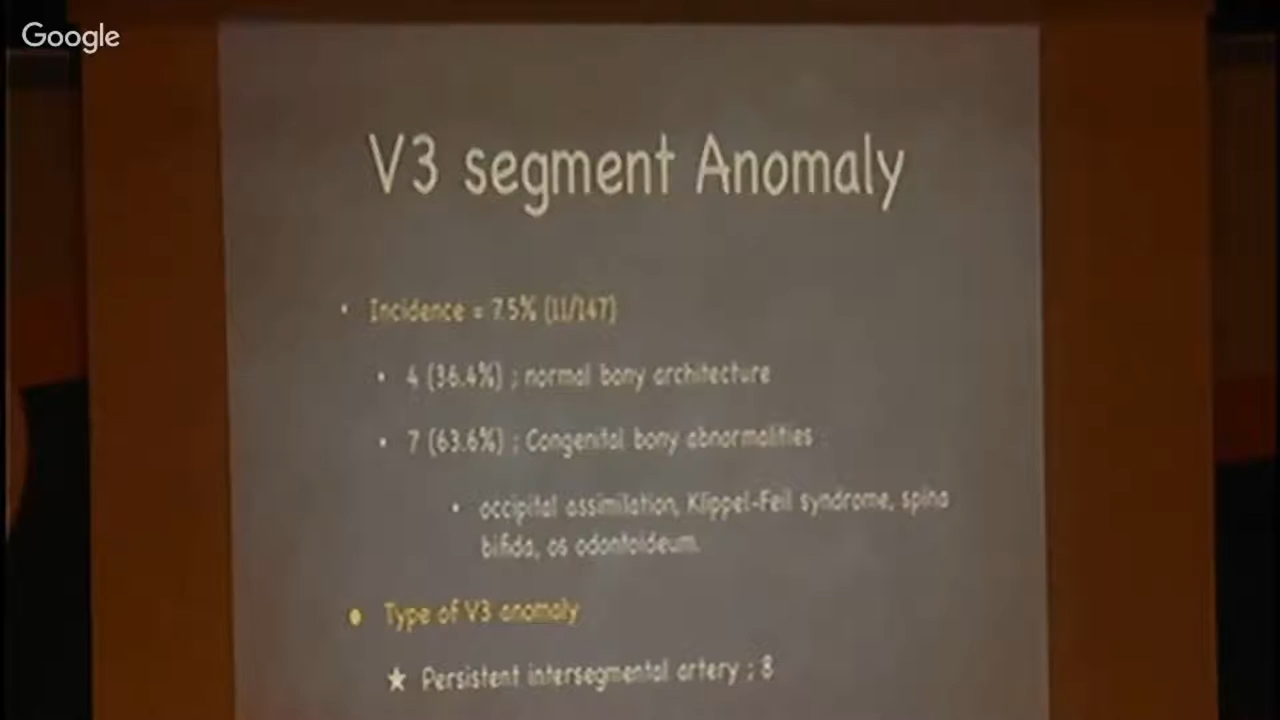 Google
V3 segment Anomaly
• Incidence = 7.5% (11/147)
• 4 (36.4%) ; normal bony architecture
• 7 (63.6%) ; Congenital bony abnormalities
• occipital assimilation, Klippel-Feil syndrome, spina
bifida, os odontoideum.
• Type of V3 anomaly
★ Persistent intersegmental artery ; 8